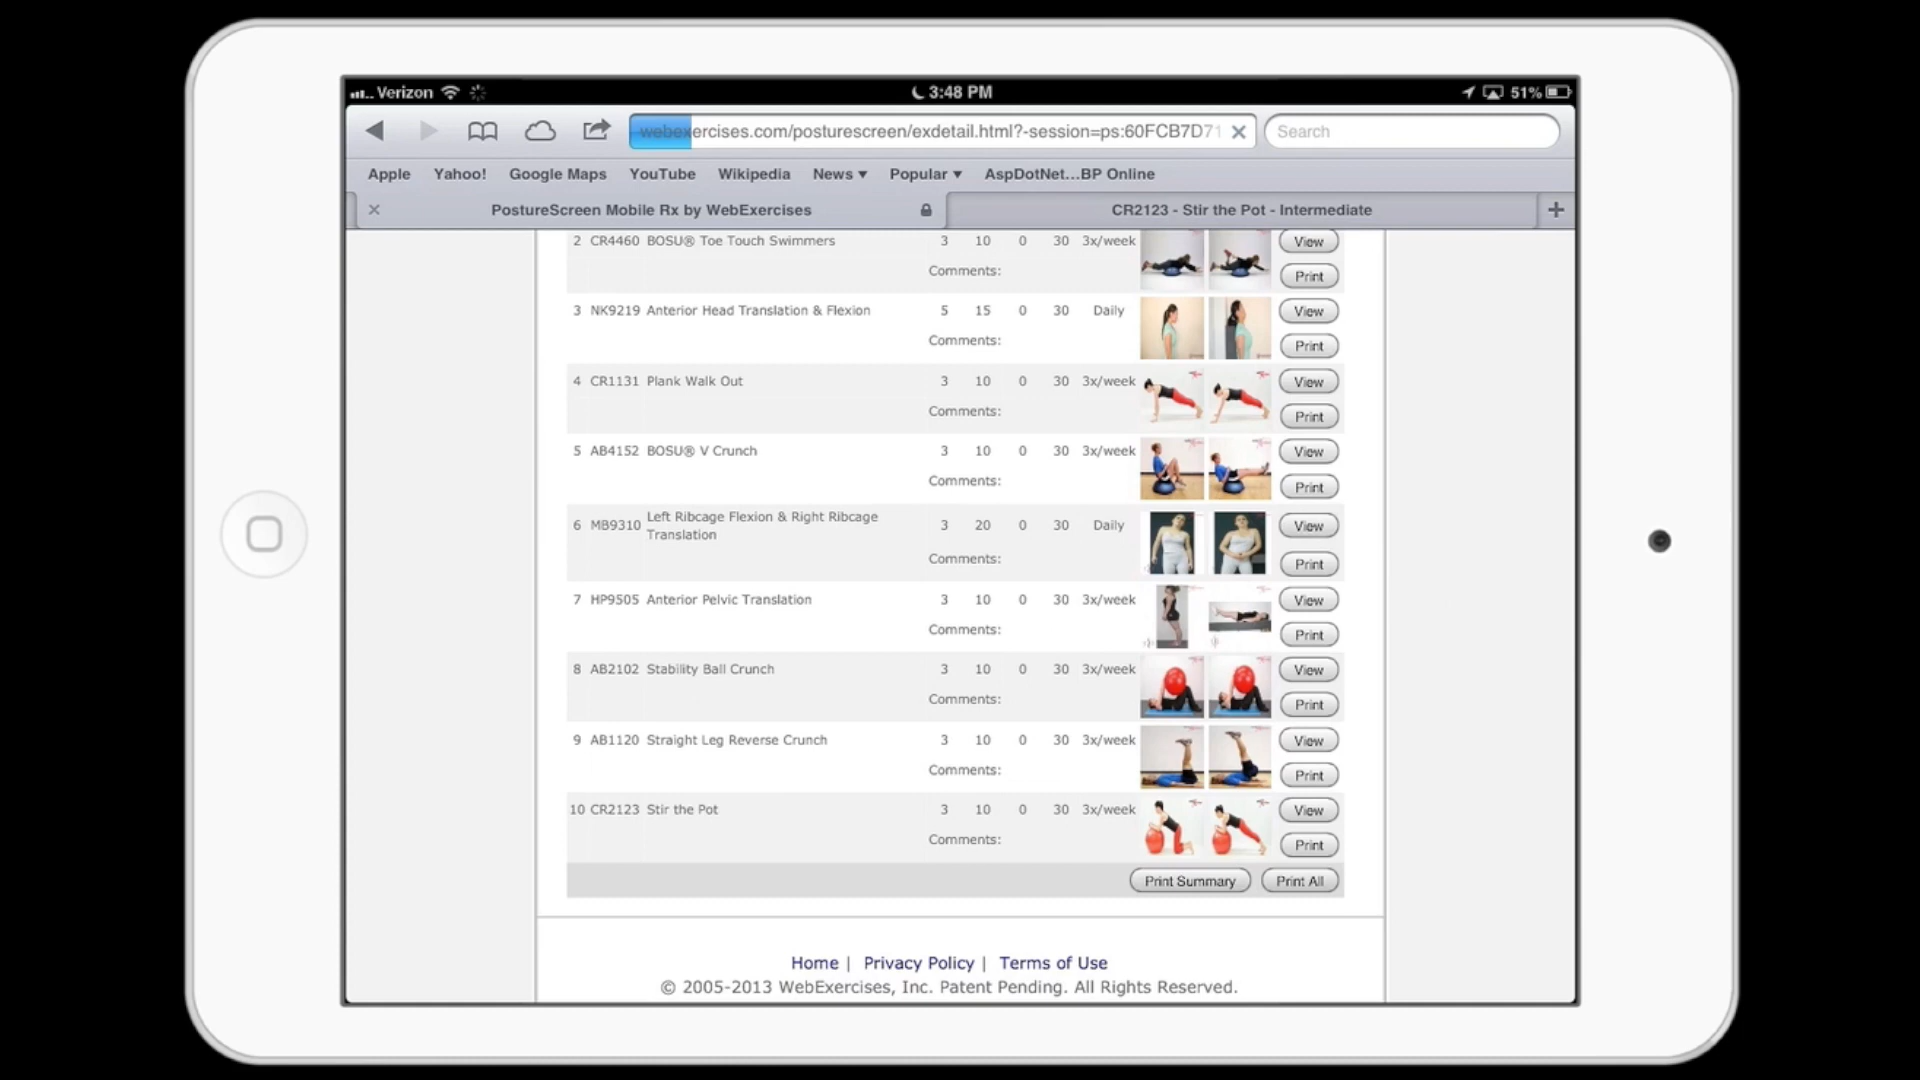 Verizon
3:48 PM
51%
webexercises.com/posturescreen/exdetail.html?-session=ps:60FCB7D71
Search
Apple Yahoo! Google Maps YouTube Wikipedia News ▾ Popular ▾ AspDotNet...BP Online
PostureScreen Mobile Rx by WebExercises
CR2123 - Stir the Pot - Intermediate
2 CR4460 BOSU® Toe Touch Swimmers 3 10 0 30 3x/week View
Comments: Print
3 NK9219 Anterior Head Translation & Flexion 5 15 0 30 Daily View
Comments: Print
4 CR1131 Plank Walk Out 3 10 0 30 3x/week View
Comments: Print
5 AB4152 BOSU® V Crunch 3 10 0 30 3x/week View
Comments: Print
6 MB9310 Left Ribcage Flexion & Right Ribcage
Translation 3 20 0 30 Daily View
Comments: Print
7 HP9505 Anterior Pelvic Translation 3 10 0 30 3x/week View
Comments: Print
8 AB2102 Stability Ball Crunch 3 10 0 30 3x/week View
Comments: Print
9 AB1120 Straight Leg Reverse Crunch 3 10 0 30 3x/week View
Comments: Print
10 CR2123 Stir the Pot 3 10 0 30 3x/week View
Comments: Print
Print Summary Print All
Home | Privacy Policy | Terms of Use
© 2005-2013 WebExercises, Inc. Patent Pending. All Rights Reserved.